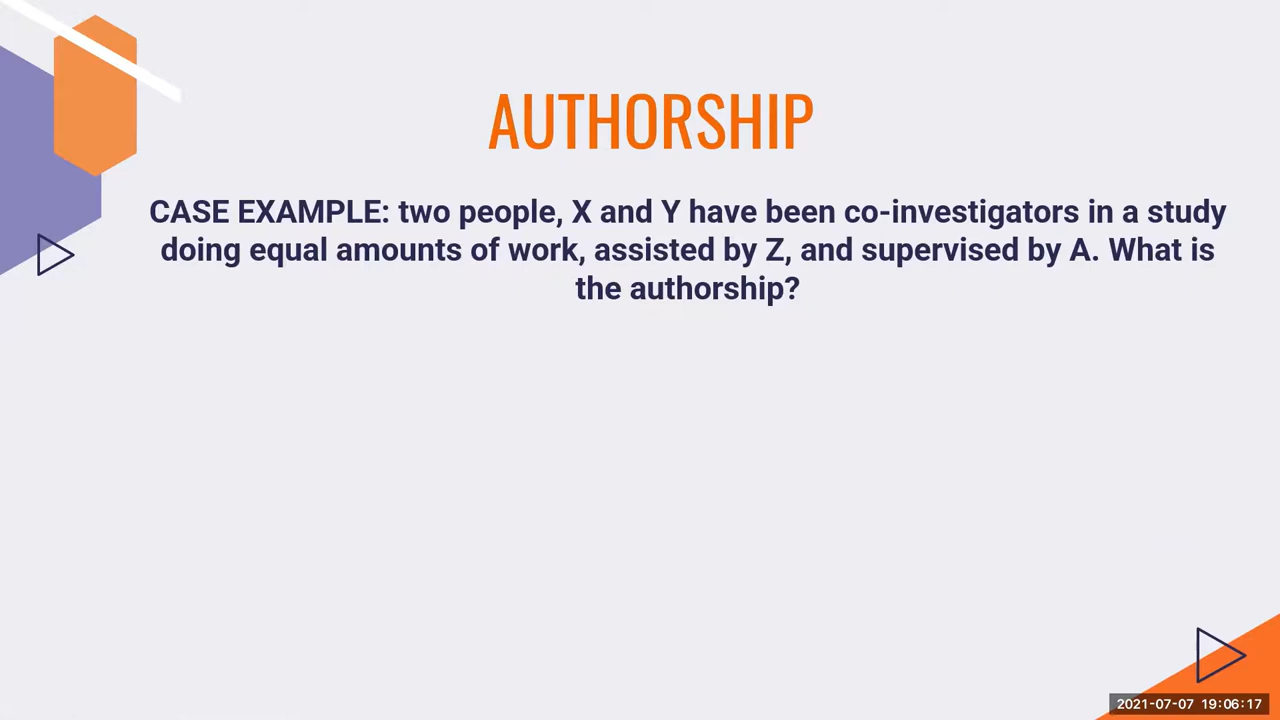 AUTHORSHIP
CASE EXAMPLE: two people, X and Y have been co-investigators in a study
doing equal amounts of work, assisted by Z, and supervised by A. What is
the authorship?
2021-07-07 19:06:17